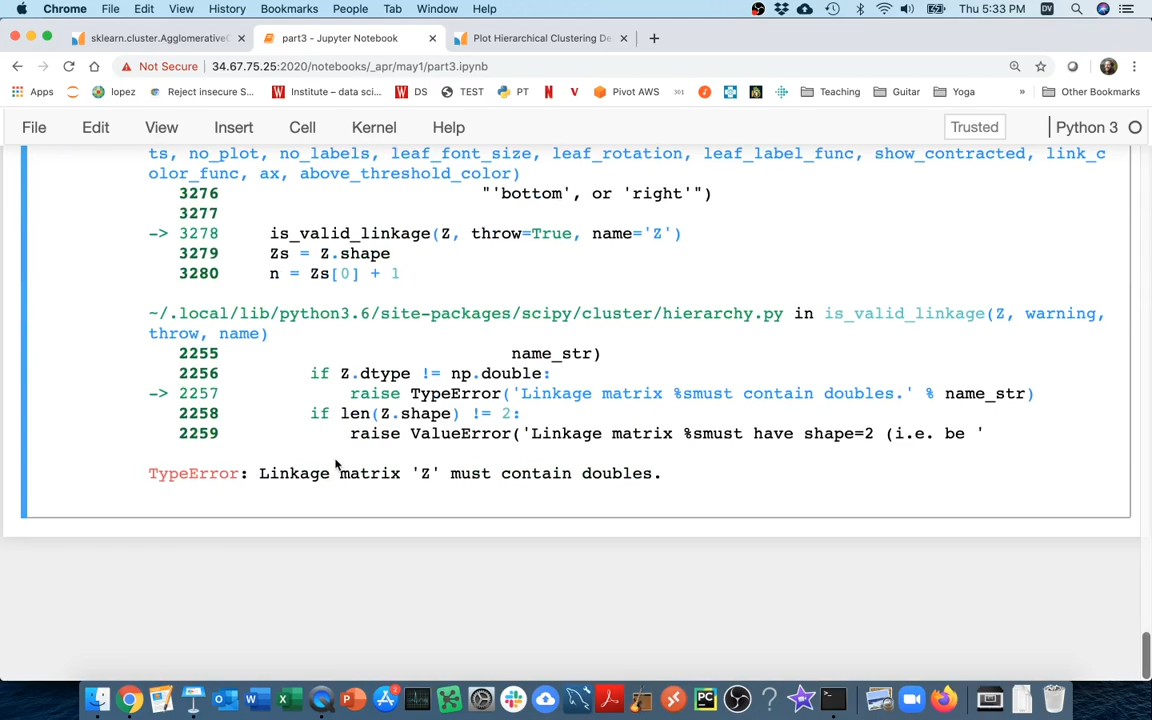 Chrome File Edit View History Bookmarks People Tab Window Help Thu 5:33 PM DV
sklearn.cluster.Agglomerative
part3 - Jupyter Notebook
Plot Hierarchical Clustering De
Not Secure 34.67.75.25:2020/notebooks/_apr/may1/part3.ipynb
Apps lopez Reject insecure S... Institute – data sci... DS TEST PT Pivot AWS 301 Teaching Guitar Yoga » Other Bookmarks
File Edit View Insert Cell Kernel Help Trusted Python 3
ts, no_plot, no_labels, leaf_font_size, leaf_rotation, leaf_label_func, show_contracted, link_c
olor_func, ax, above_threshold_color)
3276 "'bottom', or 'right'")
3277
-> 3278 is_valid_linkage(Z, throw=True, name='Z')
3279 Zs = Z.shape
3280 n = Zs[0] + 1
~/.local/lib/python3.6/site-packages/scipy/cluster/hierarchy.py in is_valid_linkage(Z, warning,
throw, name)
2255 name_str)
2256 if Z.dtype != np.double:
-> 2257 raise TypeError('Linkage matrix %smust contain doubles.' % name_str)
2258 if len(Z.shape) != 2:
2259 raise ValueError('Linkage matrix %smust have shape=2 (i.e. be '
TypeError: Linkage matrix 'Z' must contain doubles.